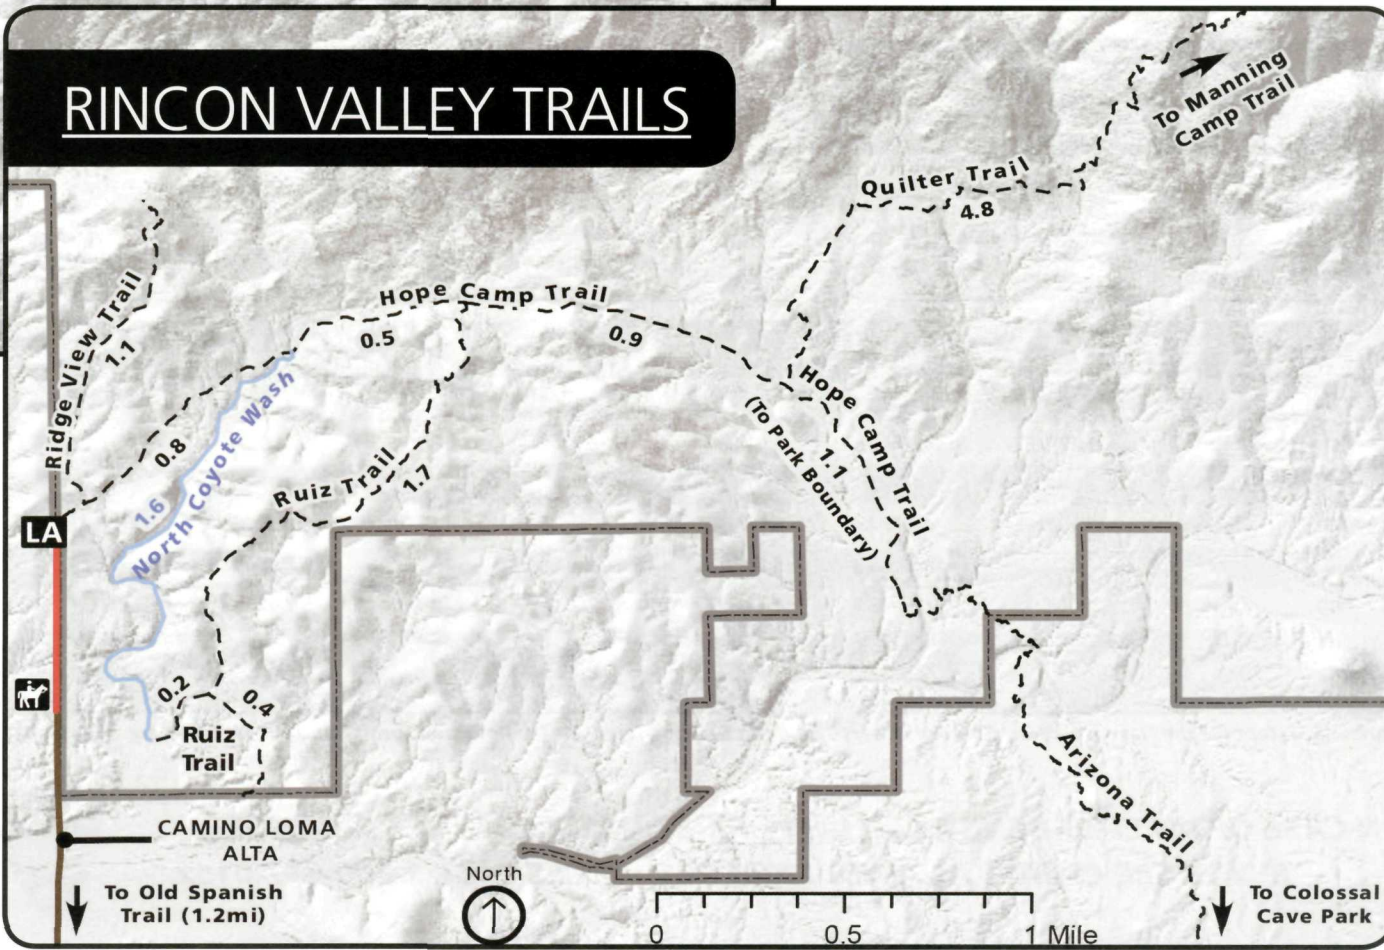 RINCON VALLEY TRAILS
To Manning
Camp Trail
Quilter Trail
4.8
Ridge View Trail
1.1
Hope Camp Trail
0.5
0.9
0.8
North Coyote Wash
1.6
Hope Camp Trail
1.1
(To Park Boundary)
Ruiz Trail
1.7
LA
0.2
0.4
Ruiz
Trail
Arizona Trail
CAMINO LOMA
ALTA
To Old Spanish
Trail (1.2mi)
North
0
0.5
1 Mile
To Colossal
Cave Park